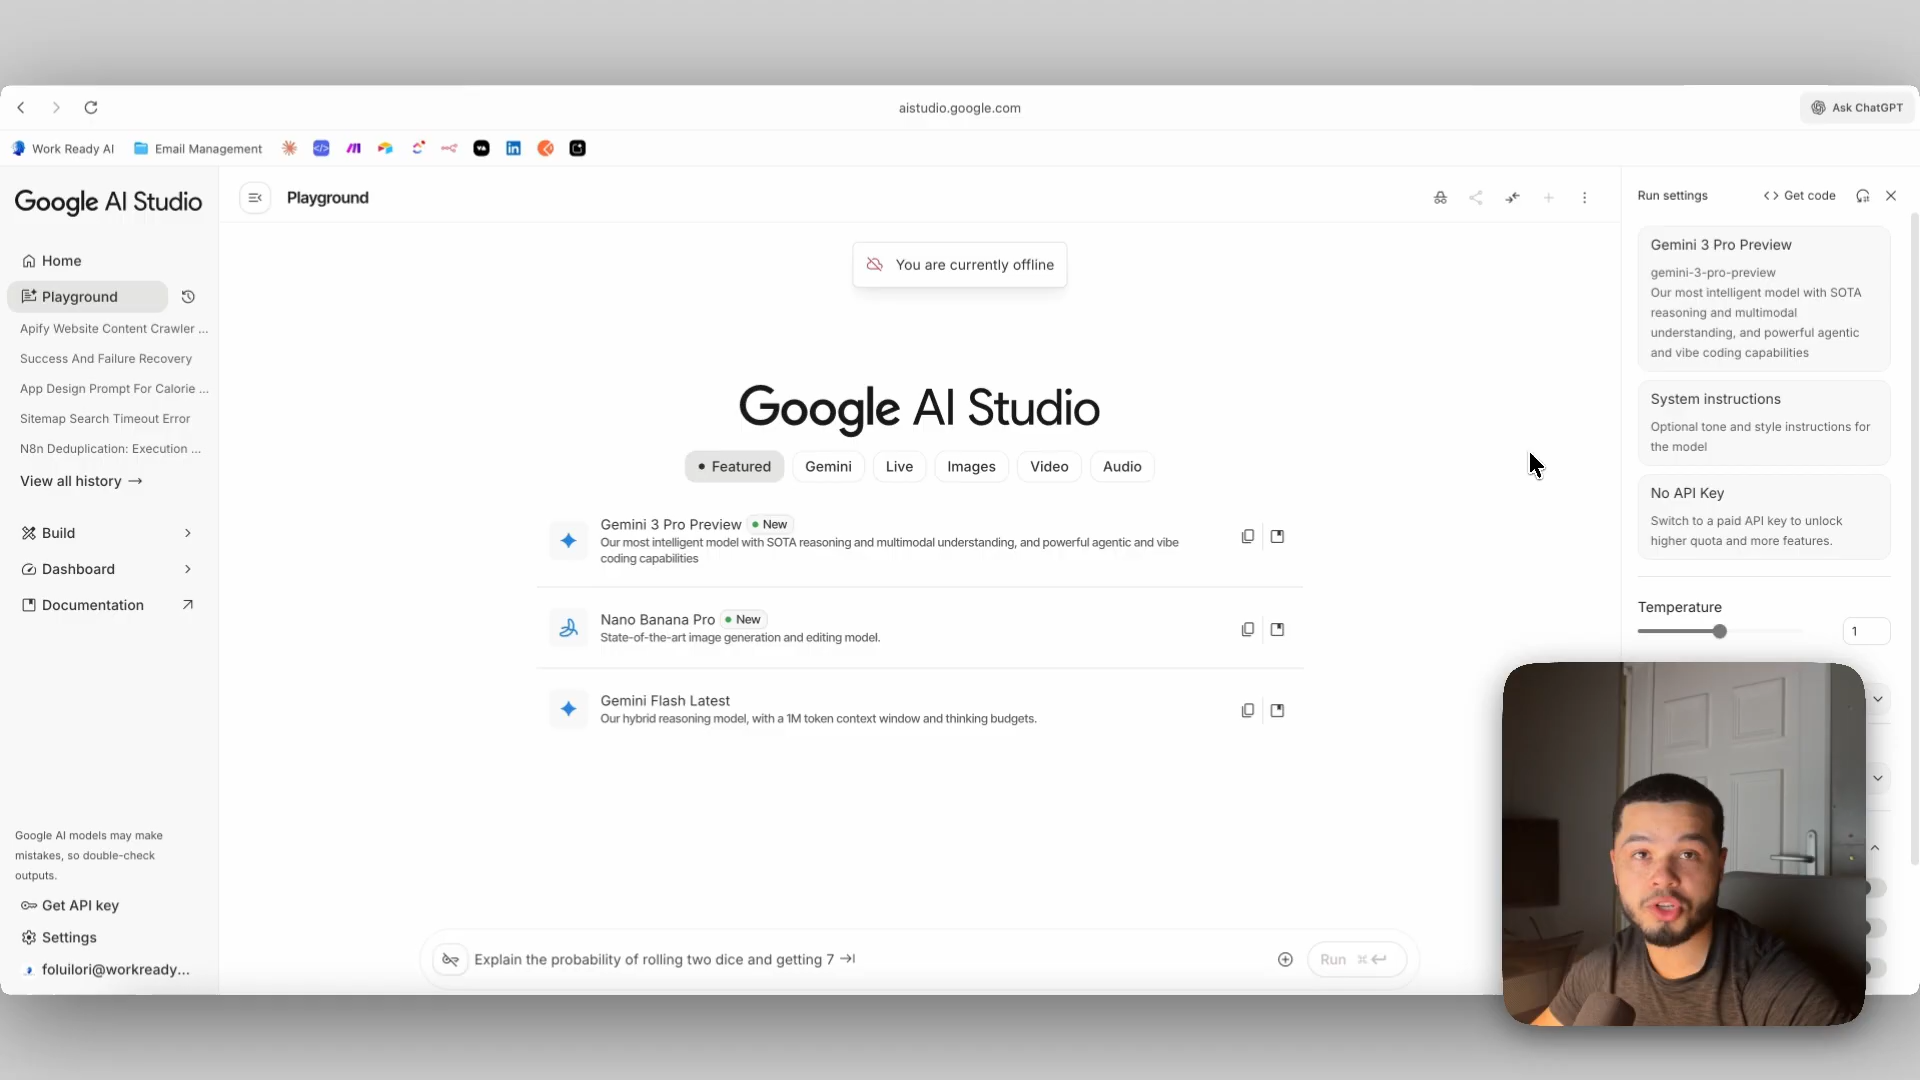 aistudio.google.com
Ask ChatGPT
Work Ready AI
Email Management
Google AI Studio
Home
Playground
Apify Website Content Crawler ...
Success And Failure Recovery
App Design Prompt For Calorie ...
Sitemap Search Timeout Error
N8n Deduplication: Execution ...
View all history →
Build
Dashboard
Documentation
Google AI models may make
mistakes, so double-check
outputs.
Get API key
Settings
foluilori@workready...
Playground
You are currently offline
Google AI Studio
Featured
Gemini
Live
Images
Video
Audio
Gemini 3 Pro Preview
New
Our most intelligent model with SOTA reasoning and multimodal understanding, and powerful agentic and vibe
coding capabilities
Nano Banana Pro
New
State-of-the-art image generation and editing model.
Gemini Flash Latest
Our hybrid reasoning model, with a 1M token context window and thinking budgets.
Explain the probability of rolling two dice and getting 7
Run ⌘↵
Run settings
<> Get code
Gemini 3 Pro Preview
gemini-3-pro-preview
Our most intelligent model with SOTA
reasoning and multimodal
understanding, and powerful agentic
and vibe coding capabilities
System instructions
Optional tone and style instructions for
the model
No API Key
Switch to a paid API key to unlock
higher quota and more features.
Temperature
1